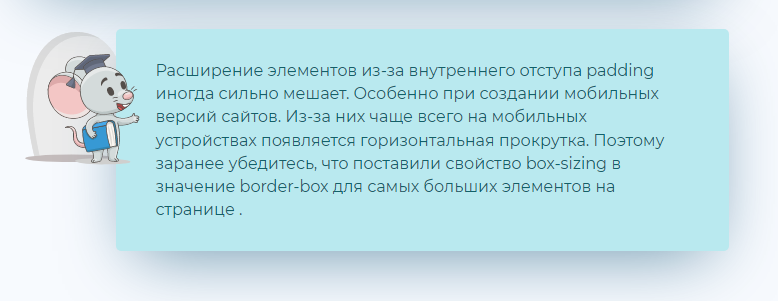 Расширение элементов из-за внутреннего отступа padding
иногда сильно мешает. Особенно при создании мобильных
версий сайтов. Из-за них чаще всего на мобильных
устройствах появляется горизонтальная прокрутка. Поэтому
заранее убедитесь, что поставили свойство box-sizing в
значение border-box для самых больших элементов на
странице .